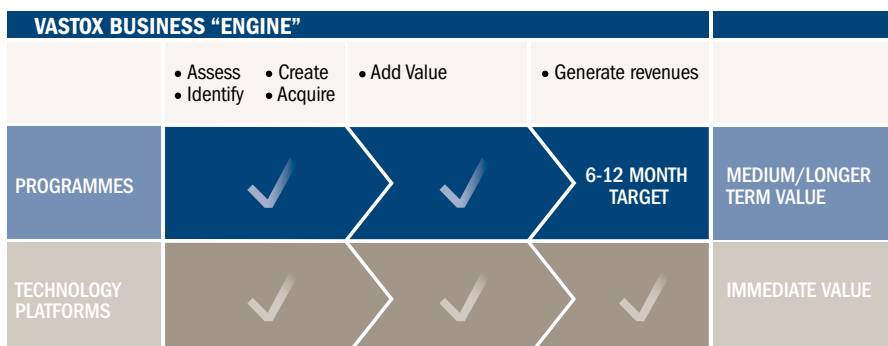 VASTOX BUSINESS “ENGINE”
• Assess • Create • Add Value • Generate revenues
• Identify • Acquire
PROGRAMMES
6-12 MONTH
TARGET
MEDIUM/LONGER
TERM VALUE
TECHNOLOGY
PLATFORMS
IMMEDIATE VALUE